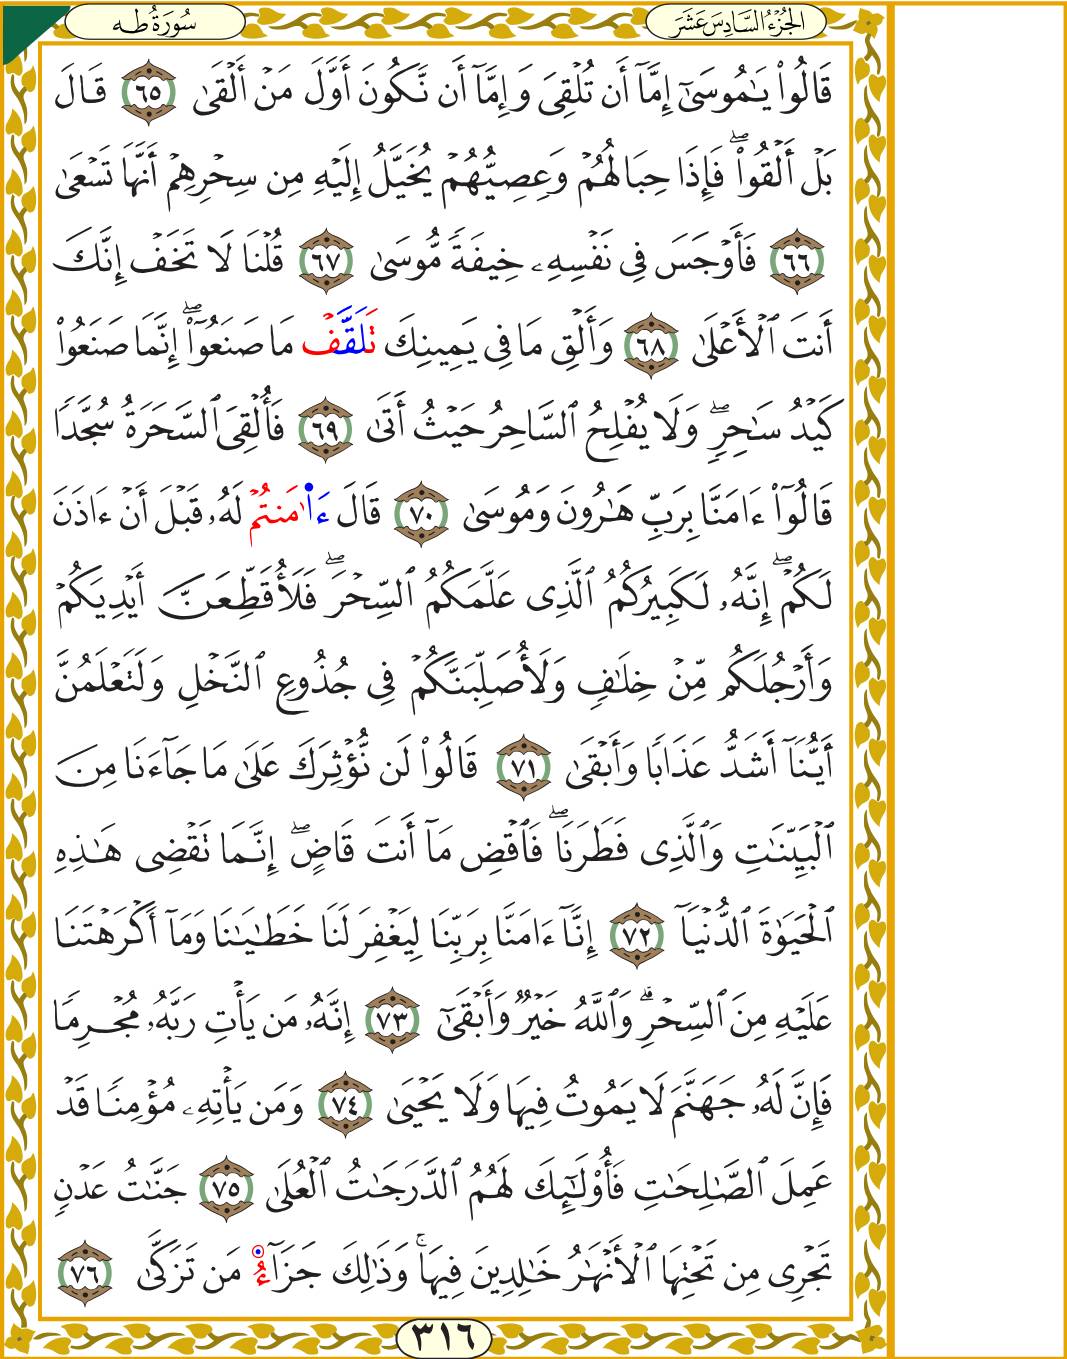 الجُزْءُ السَّادِسَ عَشَرَ
سُورَةُ طه
قَالُوا۟ يَـٰمُوسَىٰٓ إِمَّآ أَن تُلْقِىَ وَإِمَّآ أَن نَّكُونَ أَوَّلَ مَنْ أَلْقَىٰ ٦٥ قَالَ
بَلْ أَلْقُوا۟ۖ فَإِذَا حِبَالُهُمْ وَعِصِيُّهُمْ يُخَيَّلُ إِلَيْهِ مِن سِحْرِهِمْ أَنَّهَا تَسْعَىٰ
٦٦ فَأَوْجَسَ فِى نَفْسِهِۦ خِيفَةً مُّوسَىٰ ٦٧ قُلْنَا لَا تَخَفْ إِنَّكَ
أَنتَ ٱلْأَعْلَىٰ ٦٨ وَأَلْقِ مَا فِى يَمِينِكَ تَلَقَّفْ مَا صَنَعُوٓا۟ۖ إِنَّمَا صَنَعُوا۟
كَيْدُ سَـٰحِرٍۖ وَلَا يُفْلِحُ ٱلسَّاحِرُ حَيْثُ أَتَىٰ ٦٩ فَأُلْقِىَ ٱلسَّحَرَةُ سُجَّدًا
قَالُوٓا۟ ءَامَنَّا بِرَبِّ هَـٰرُونَ وَمُوسَىٰ ٧٠ قَالَ ءَا۬مَنتُمْ لَهُۥ قَبْلَ أَنْ ءَاذَنَ
لَكُمْۖ إِنَّهُۥ لَكَبِيرُكُمُ ٱلَّذِى عَلَّمَكُمُ ٱلسِّحْرَۖ فَلَأُقَطِّعَنَّ أَيْدِيَكُمْ
وَأَرْجُلَكُم مِّنْ خِلَـٰفٍ وَلَأُصَلِّبَنَّكُمْ فِى جُذُوعِ ٱلنَّخْلِ وَلَتَعْلَمُنَّ
أَيُّنَآ أَشَدُّ عَذَابًا وَأَبْقَىٰ ٧١ قَالُوا۟ لَن نُّؤْثِرَكَ عَلَىٰ مَا جَآءَنَا مِنَ
ٱلْبَيِّنَـٰتِ وَٱلَّذِى فَطَرَنَاۖ فَٱقْضِ مَآ أَنتَ قَاضٍۖ إِنَّمَا تَقْضِى هَـٰذِهِ
ٱلْحَيَوٰةَ ٱلدُّنْيَآ ٧٢ إِنَّآ ءَامَنَّا بِرَبِّنَا لِيَغْفِرَ لَنَا خَطَـٰيَـٰنَا وَمَآ أَكْرَهْتَنَا
عَلَيْهِ مِنَ ٱلسِّحْرِۗ وَٱللَّهُ خَيْرٌ وَأَبْقَىٰٓ ٧٣ إِنَّهُۥ مَن يَأْتِ رَبَّهُۥ مُجْرِمًا
فَإِنَّ لَهُۥ جَهَنَّمَ لَا يَمُوتُ فِيهَا وَلَا يَحْيَىٰ ٧٤ وَمَن يَأْتِهِۦ مُؤْمِنًا قَدْ
عَمِلَ ٱلصَّـٰلِحَـٰتِ فَأُو۟لَـٰٓئِكَ لَهُمُ ٱلدَّرَجَـٰتُ ٱلْعُلَىٰ ٧٥ جَنَّـٰتُ عَدْنٍ
تَجْرِى مِن تَحْتِهَا ٱلْأَنْهَـٰرُ خَـٰلِدِينَ فِيهَاۚ وَذَٰلِكَ جَزَآءُ مَن تَزَكَّىٰ ٧٦
٣١٦